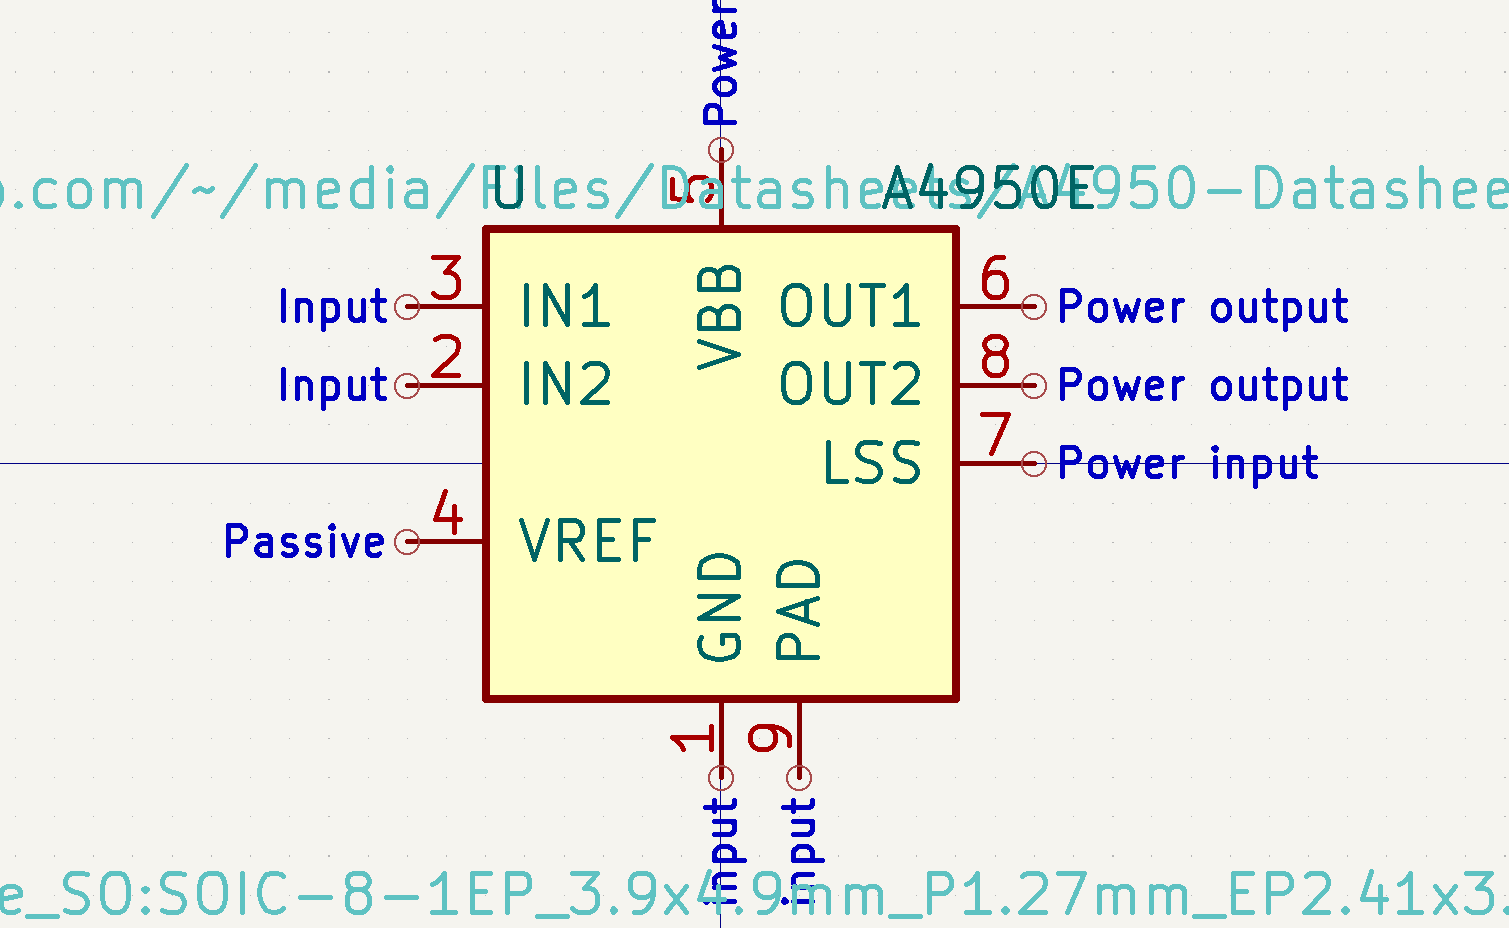 Power
o.com/~/media/Files/Datasheets/A4950-Datashee
U
A4950E
5
VBB
Input 3 IN1
OUT1 6 Power output
Input 2 IN2
OUT2 8 Power output
LSS 7 Power input
Passive 4 VREF
GND
PAD
1
9
input
input
e_SO:SOIC-8-1EP_3.9x4.9mm_P1.27mm_EP2.41x3.